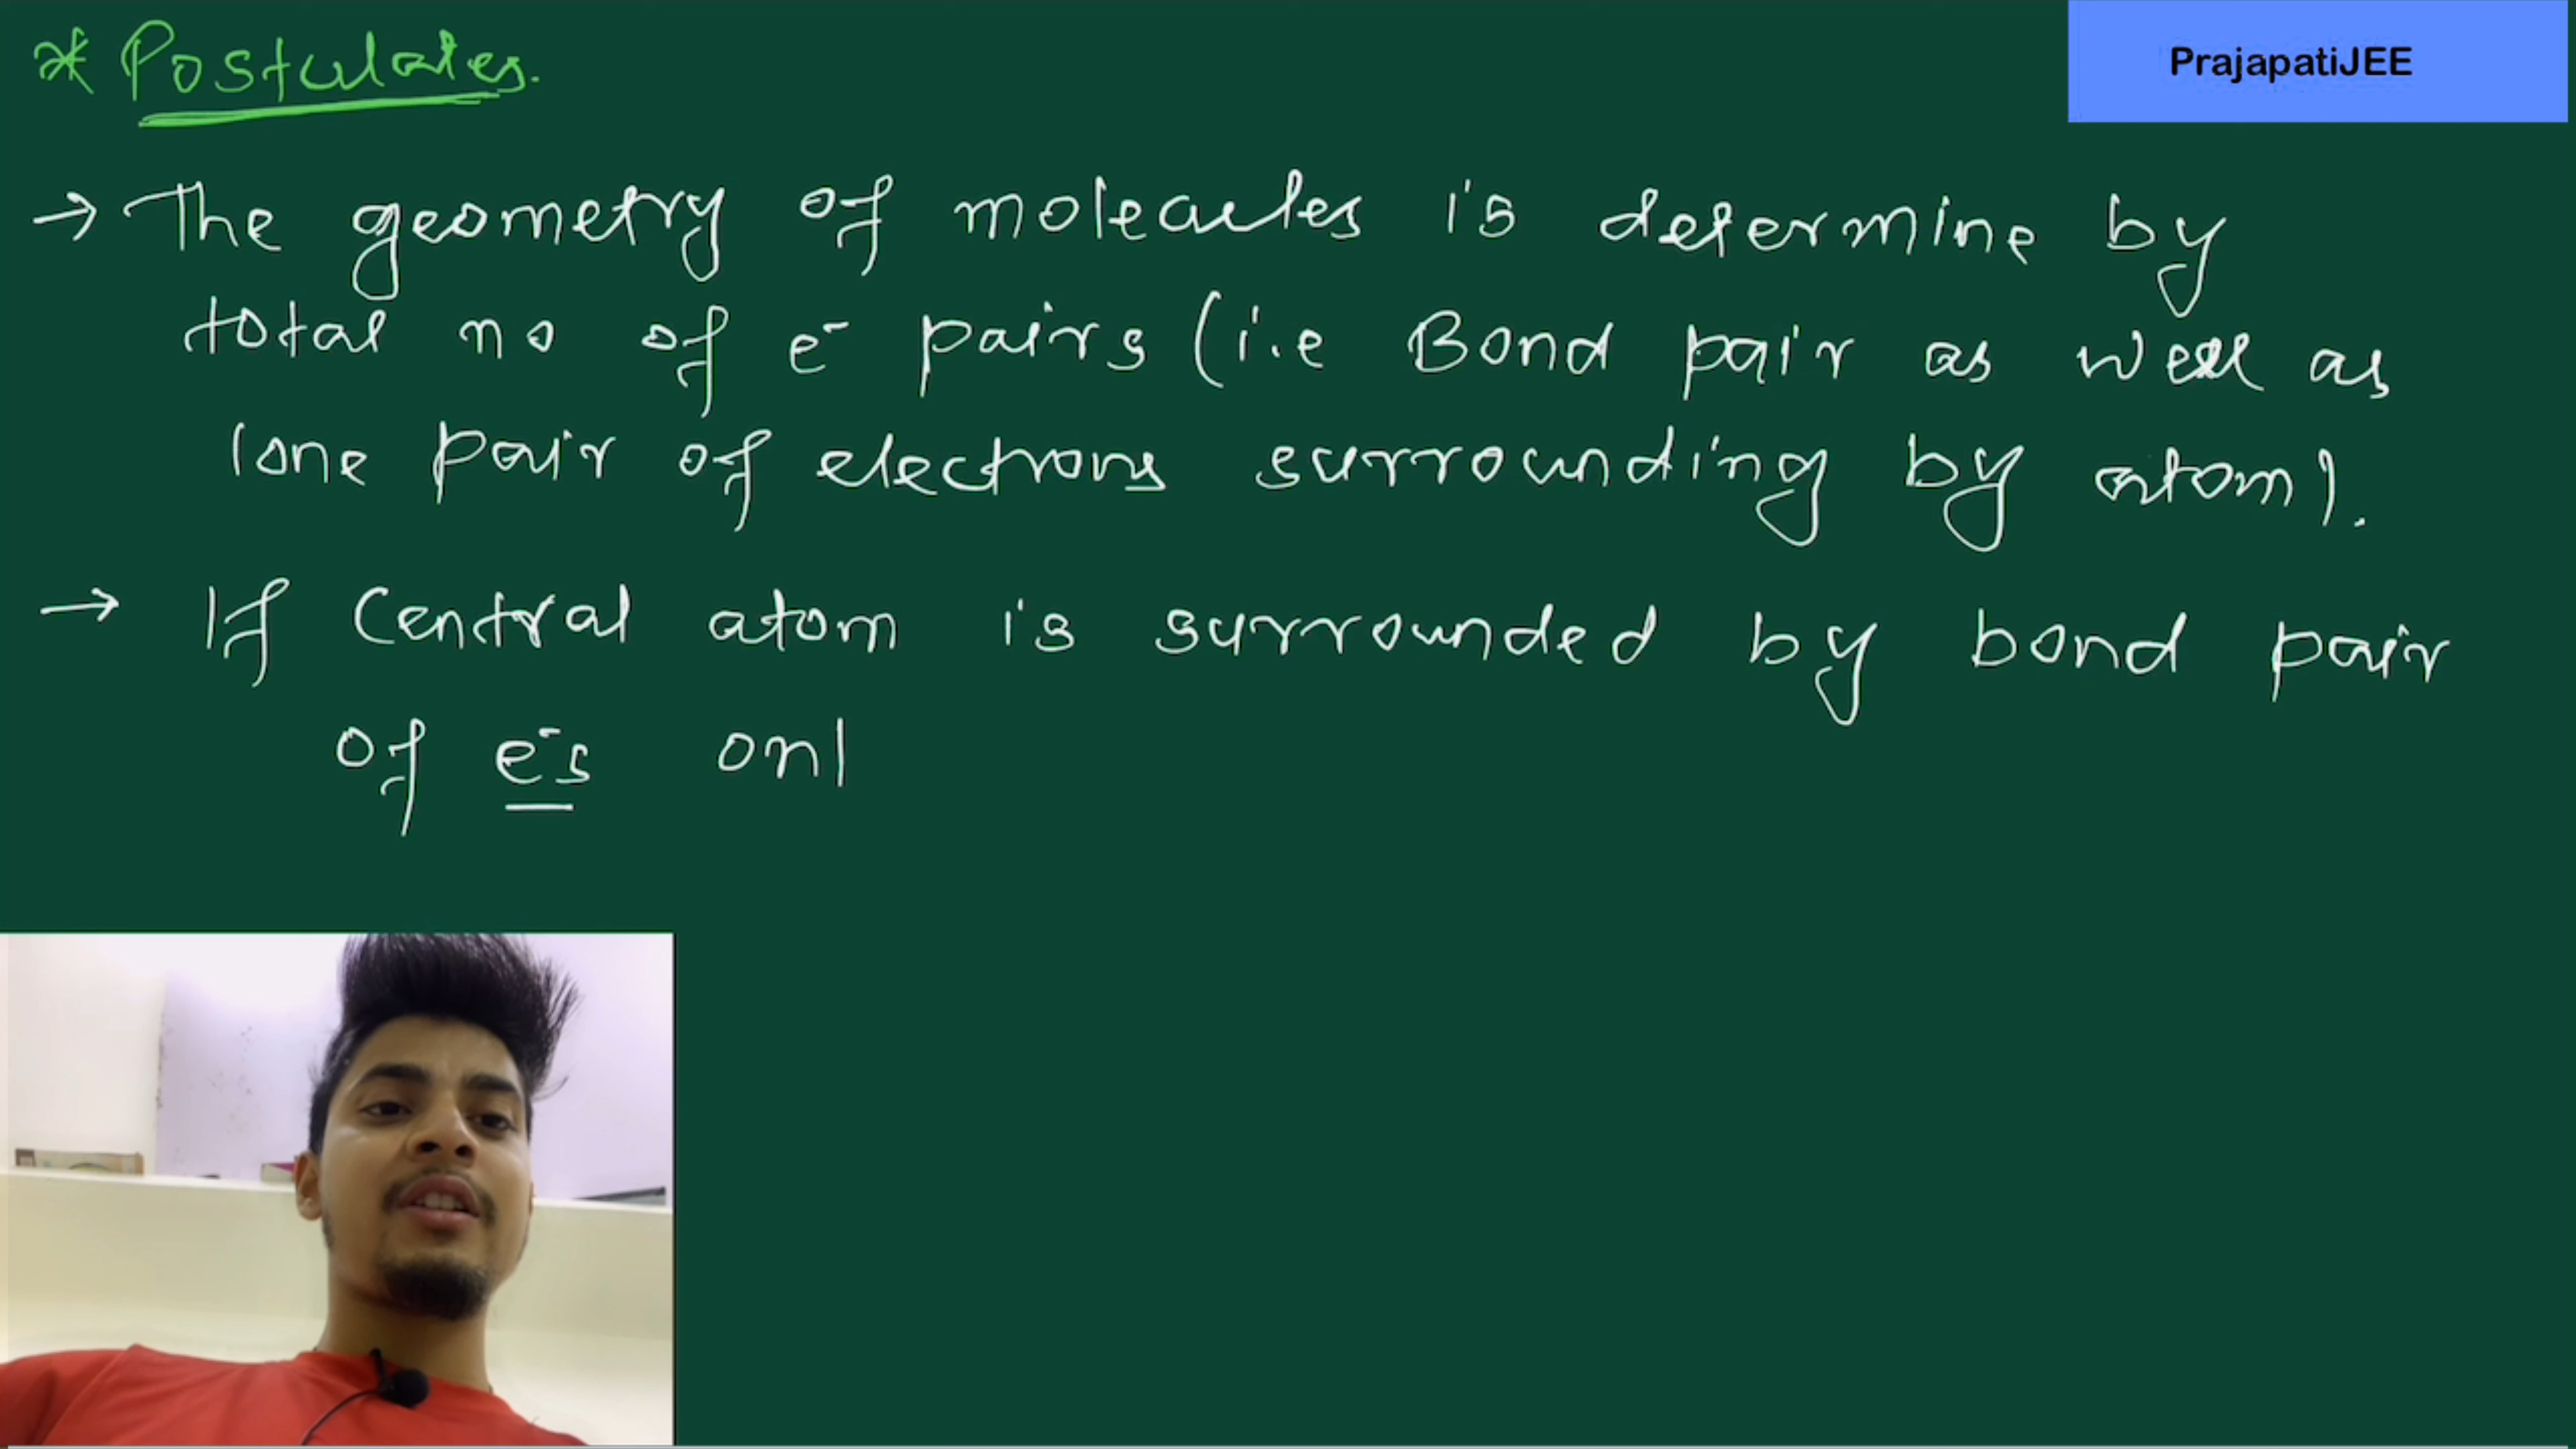 * Postulates.
PrajapatiJEE
→ The geometry of molecules is determine by
total no of e⁻ pairs (i.e Bond pair as well as
lone pair of electrons surrounding by atom).
→ If Central atom is surrounded by bond pair
of e⁻s onl